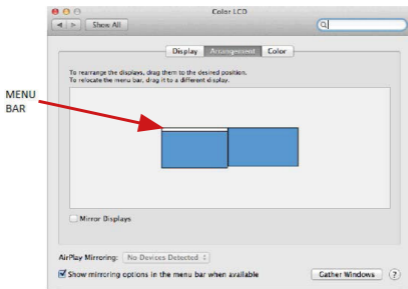 Color LCD
Show All
Display Arrangement Color
To rearrange the displays, drag them to the desired position.
To relocate the menu bar, drag it to a different display.
MENU
BAR
Mirror Displays
AirPlay Mirroring: No Devices Detected
Show mirroring options in the menu bar when available
Gather Windows ?